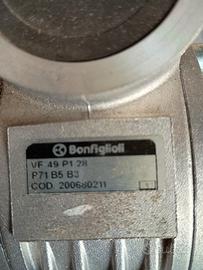 Bonfiglioli
VF 49 P1 28
P71 B5 B3
COD. 200680211